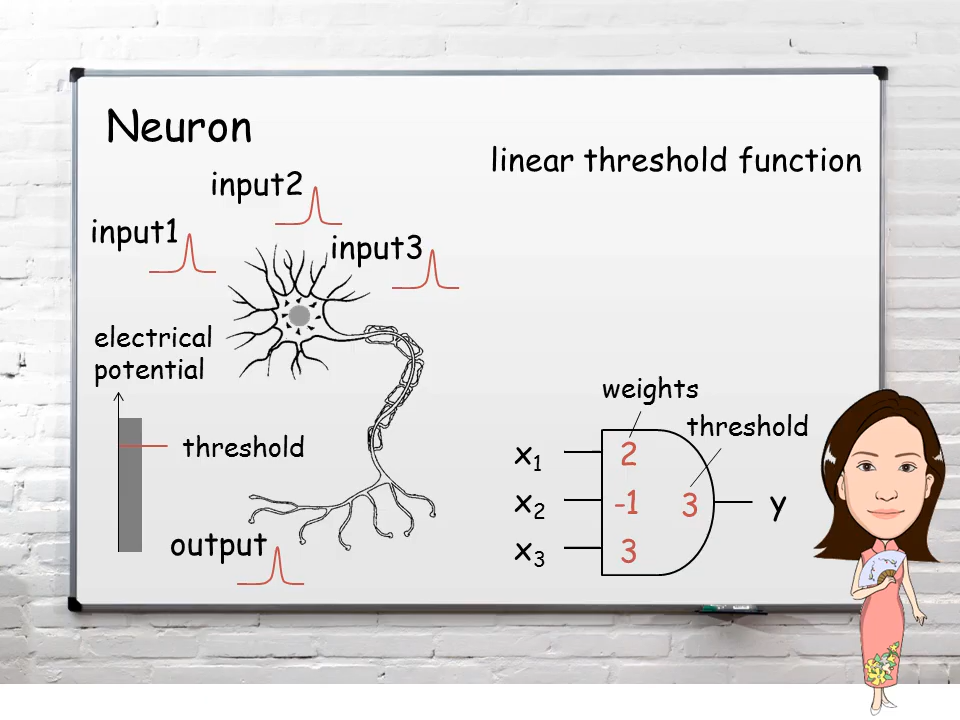 Neuron
linear threshold function
input2
input1
input3
electrical
potential
threshold
output
weights
threshold
x1
2
x2
-1
3
y
x3
3